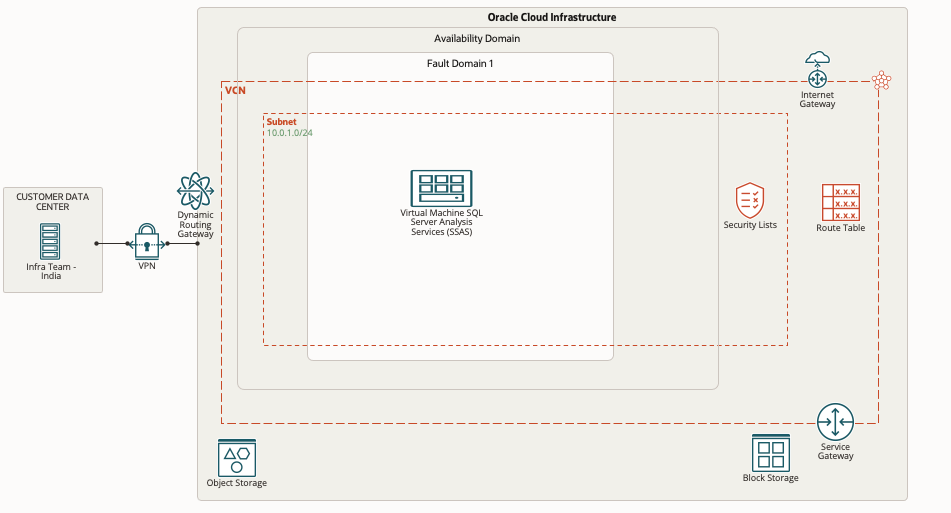 Oracle Cloud Infrastructure
Availability Domain
Fault Domain 1
VCN
Internet
Gateway
Subnet
10.0.1.0/24
CUSTOMER DATA
CENTER
Infra Team -
India
VPN
Dynamic
Routing
Gateway
Virtual Machine SQL
Server Analysis
Services (SSAS)
Security Lists
X.X.X.
X.X.X.
X.X.X.
Route Table
Object Storage
Block Storage
Service
Gateway